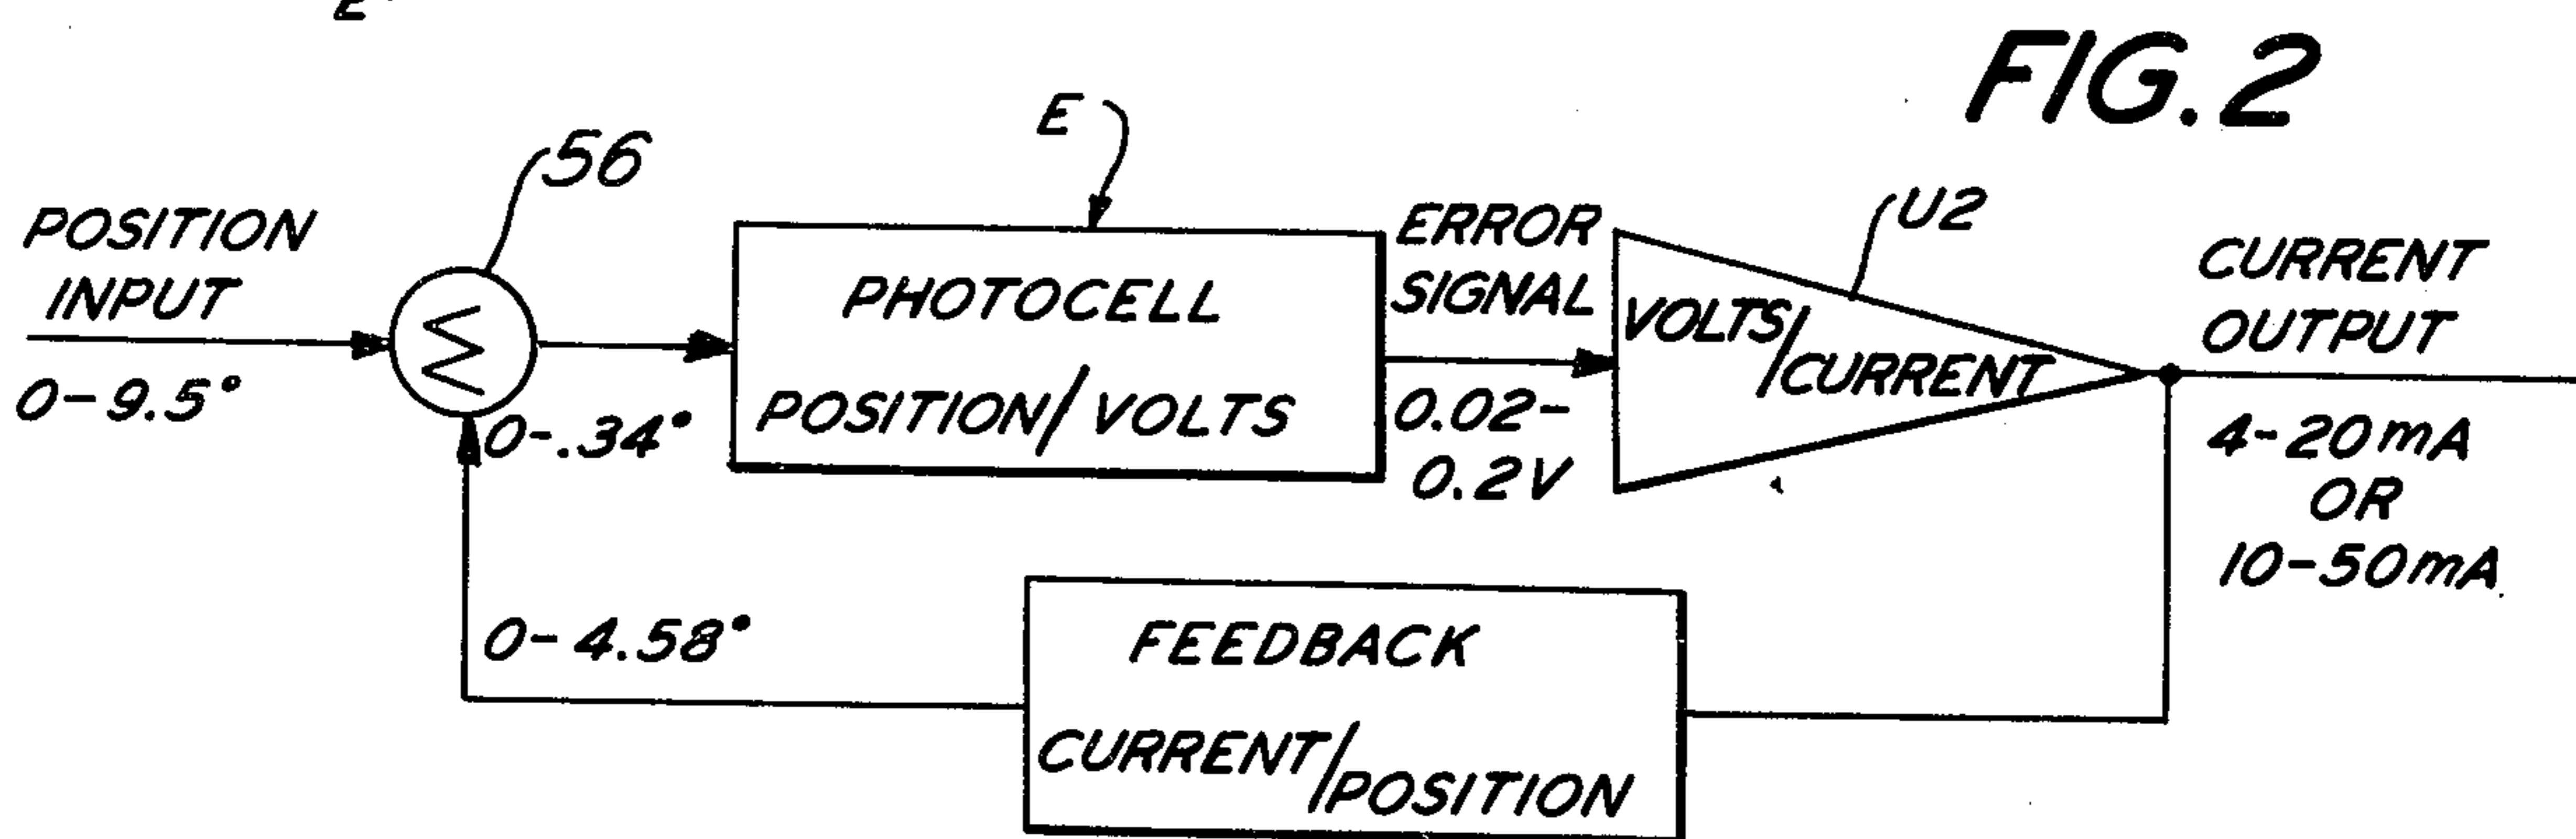 E
FIG. 2
56
E
U2
POSITION
INPUT
0-9.5°
Σ
0-.34°
PHOTOCELL
POSITION/VOLTS
ERROR
SIGNAL
0.02-
0.2V
VOLTS/CURRENT
CURRENT
OUTPUT
4-20mA
OR
10-50mA
0-4.58°
FEEDBACK
CURRENT/POSITION